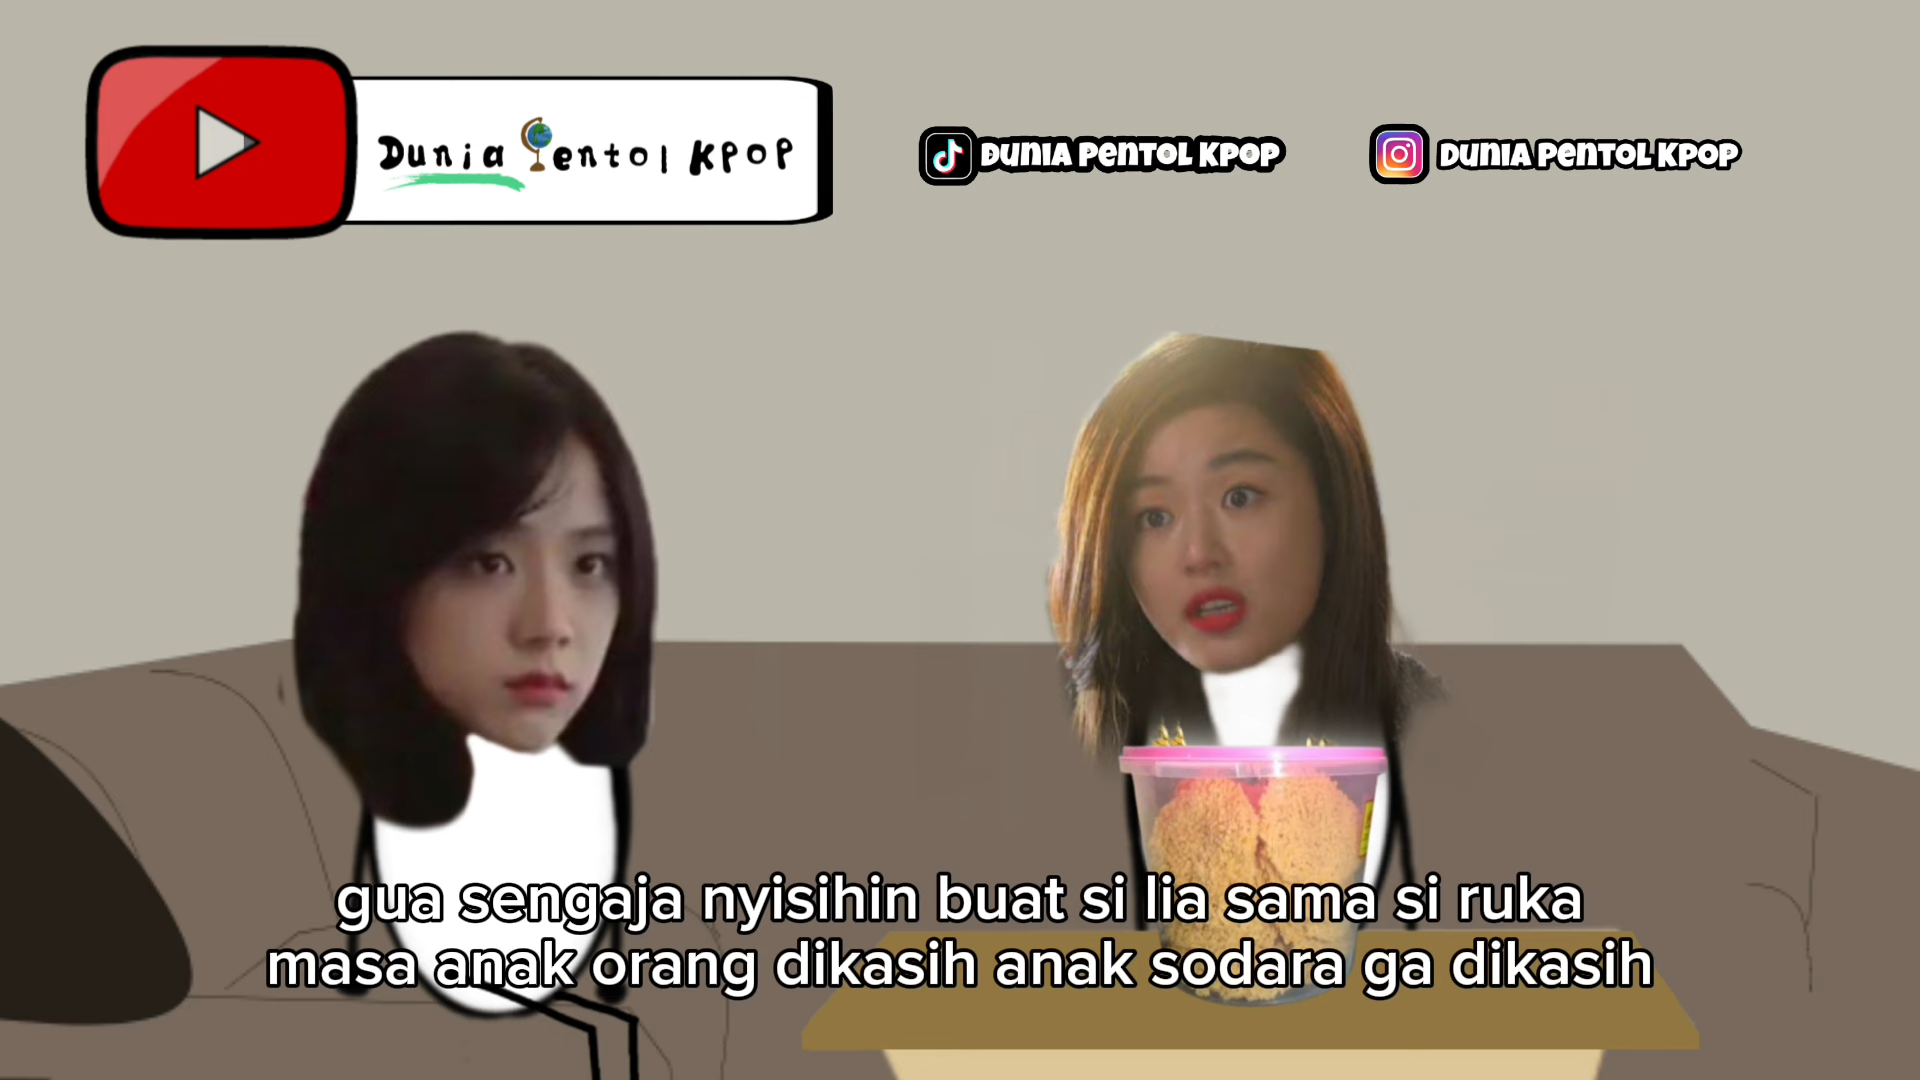 Dunia Pentol KPOP
DUNIA PENTOL KPOP
DUNIA PENTOL KPOP
gua sengaja nyisihin buat si lia sama si ruka
masa anak orang dikasih anak sodara ga dikasih